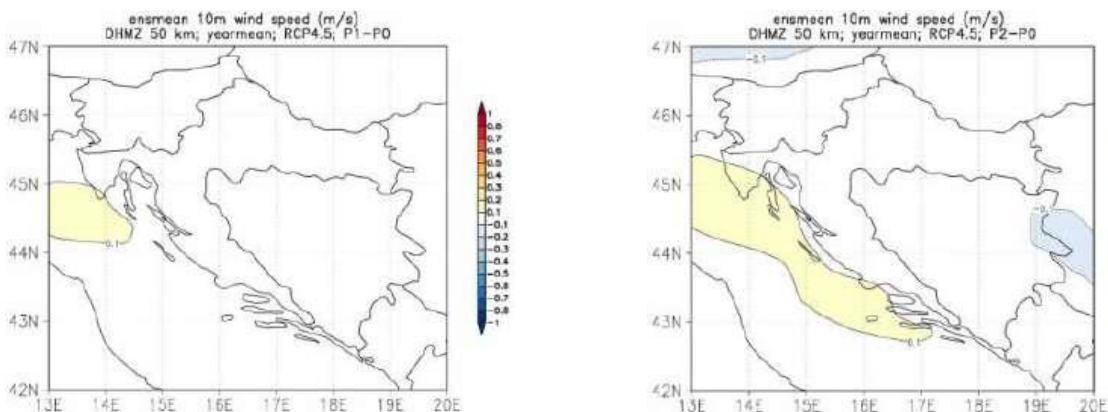 ensmean 10m wind speed (m/s)
DHMZ 50 km; yearmean; RCP4.5; P1-P0
47N
46N
45N
44N
43N
42N
13E 14E 15E 16E 17E 18E 19E 20E
0.1
1
0.8
0.7
0.6
0.5
0.4
0.3
0.2
0.1
-0.1
-0.2
-0.3
-0.4
-0.5
-0.6
-0.7
-0.8
-1
ensmean 10m wind speed (m/s)
DHMZ 50 km; yearmean; RCP4.5, P2-P0
47N
46N
45N
44N
43N
42N
13E 14E 15E 16E 17E 18E 19E 20E
-0.1
-0.1
0.1